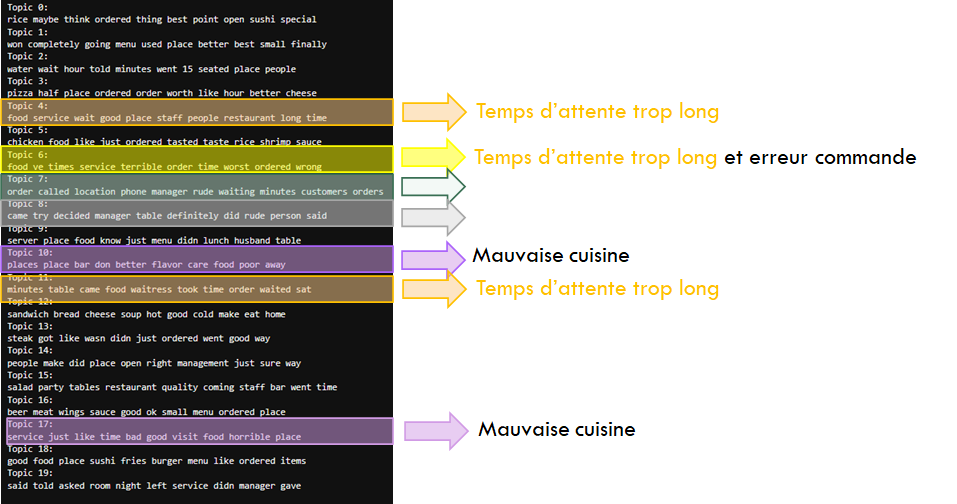 Topic 0:
rice maybe think ordered thing best point open sushi special
Topic 1:
won completely going menu used place better best small finally
Topic 2:
water wait hour told minutes went 15 seated place people
Topic 3:
pizza half place ordered order worth like hour better cheese
Topic 4:
food service wait good place staff people restaurant long time
Temps d'attente trop long
Topic 5:
chicken food like just ordered tasted taste rice shrimp sauce
Topic 6:
food ve times service terrible order time worst ordered wrong
Temps d'attente trop long et erreur commande
Topic 7:
order called location phone manager rude waiting minutes customers orders
Topic 8:
came try decided manager table definitely did rude person said
Topic 9:
server place food know just menu didn lunch husband table
Topic 10:
places place bar don better flavor care food poor away
Mauvaise cuisine
Topic 11:
minutes table came food waitress took time order waited sat
Temps d'attente trop long
Topic 12:
sandwich bread cheese soup hot good cold make eat home
Topic 13:
steak got like wasn didn just ordered went good way
Topic 14:
people make did place open right management just sure way
Topic 15:
salad party tables restaurant quality coming staff bar went time
Topic 16:
beer meat wings sauce good ok small menu ordered place
Topic 17:
service just like time bad good visit food horrible place
Mauvaise cuisine
Topic 18:
good food place sushi fries burger menu like ordered items
Topic 19:
said told asked room night left service didn manager gave